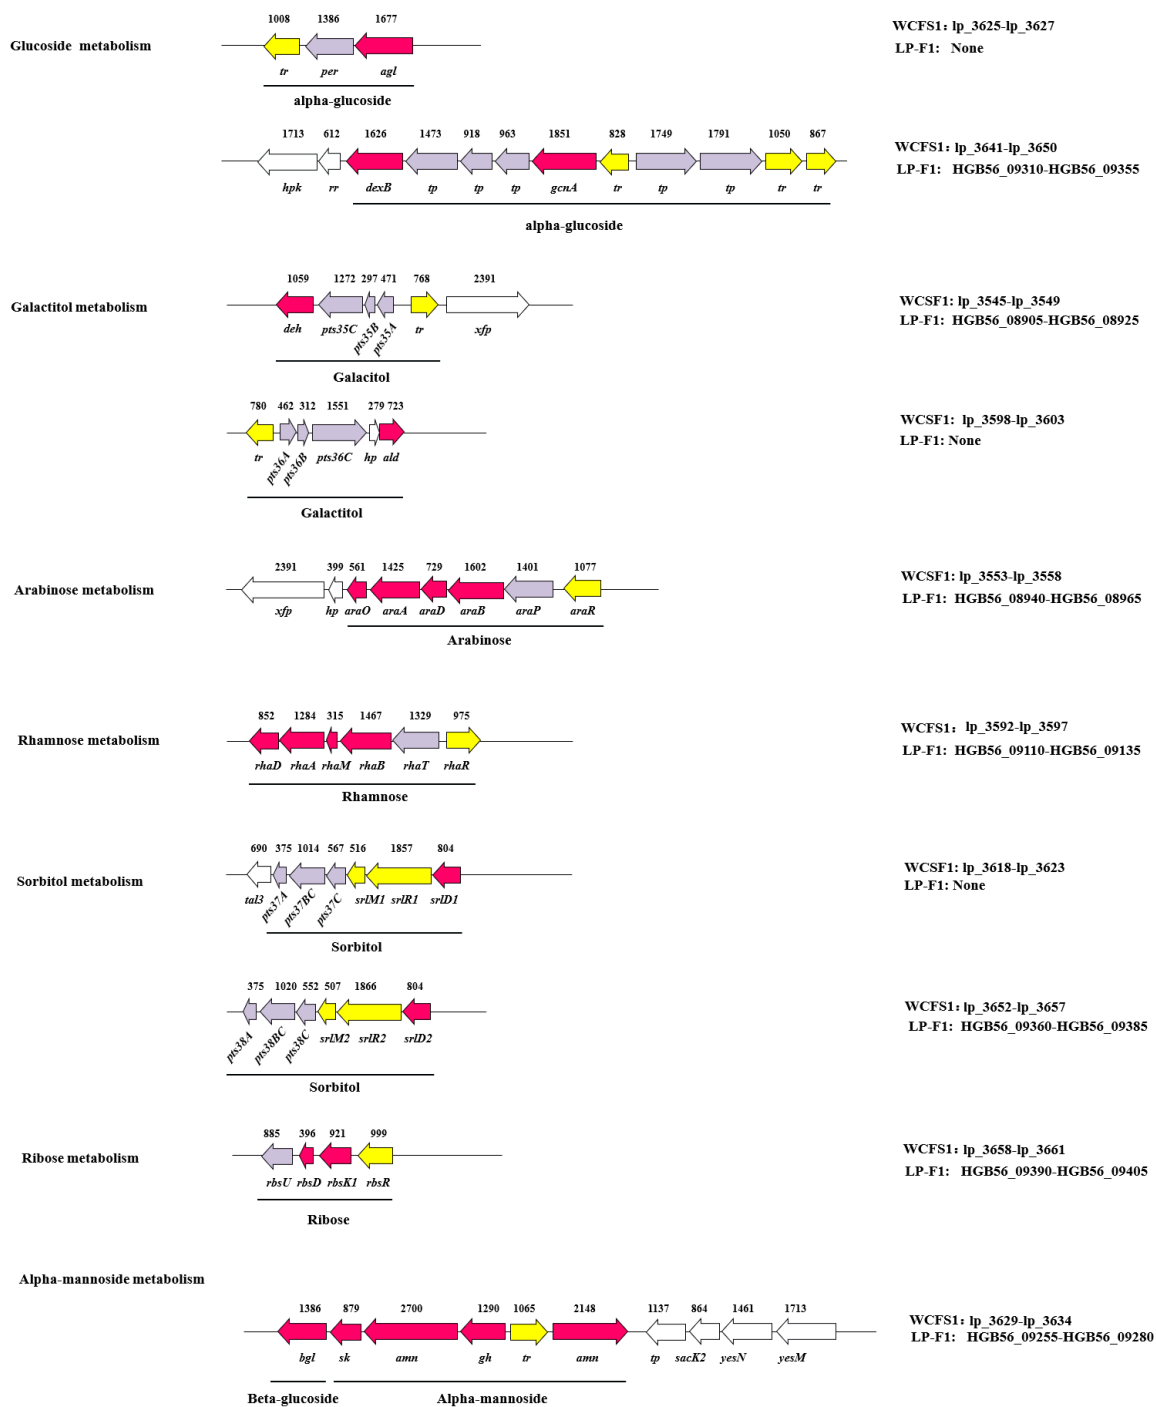 1008 1386 1677
WCFS1: lp_3625-lp_3627
Glucoside metabolism
LP-F1: None
tr per agl
alpha-glucoside
1713 612 1626 1473 918 963 1851 828 1749 1791 1050 867
WCFS1: lp_3641-lp_3650
LP-F1: HGB56_09310-HGB56_09355
hpk rr dexB tp tp tp gcnA tr tp tp tr tr
alpha-glucoside
1059 1272 297 471 768 2391
Galactitol metabolism
WCSF1: lp_3545-lp_3549
LP-F1: HGB56_08905-HGB56_08925
deh pts35C pts35B pts35A tr xfp
Galacitol
780 462 312 1551 279 723
WCSF1: lp_3598-lp_3603
LP-F1: None
tr pts36A pts36B pts36C hp ald
Galactitol
2391 399 561 1425 729 1602 1401 1077
WCSF1: lp_3553-lp_3558
Arabinose metabolism
LP-F1: HGB56_08940-HGB56_08965
xfp hp araO araA araD araB araP araR
Arabinose
852 1284 315 1467 1329 975
WCFS1: lp_3592-lp_3597
Rhamnose metabolism
LP-F1: HGB56_09110-HGB56_09135
rhaD rhaA rhaM rhaB rhaT rhaR
Rhamnose
690 375 1014 567 516 1857 804
WCSF1: lp_3618-lp_3623
Sorbitol metabolism
LP-F1: None
tal3 pts37A pts37BC pts37C srlM1 srlR1 srlD1
Sorbitol
375 1020 552 507 1866 804
WCFS1: lp_3652-lp_3657
LP-F1: HGB56_09360-HGB56_09385
pts38A pts38BC pts38C srlM2 srlR2 srlD2
Sorbitol
885 396 921 999
WCFS1: lp_3658-lp_3661
Ribose metabolism
LP-F1: HGB56_09390-HGB56_09405
rbsU rbsD rbsK1 rbsR
Ribose
Alpha-mannoside metabolism
1386 879 2700 1290 1065 2148 1137 864 1461 1713
WCFS1: lp_3629-lp_3634
LP-F1: HGB56_09255-HGB56_09280
bgl sk amn gh tr amn tp sacK2 yesN yesM
Beta-glucoside Alpha-mannoside